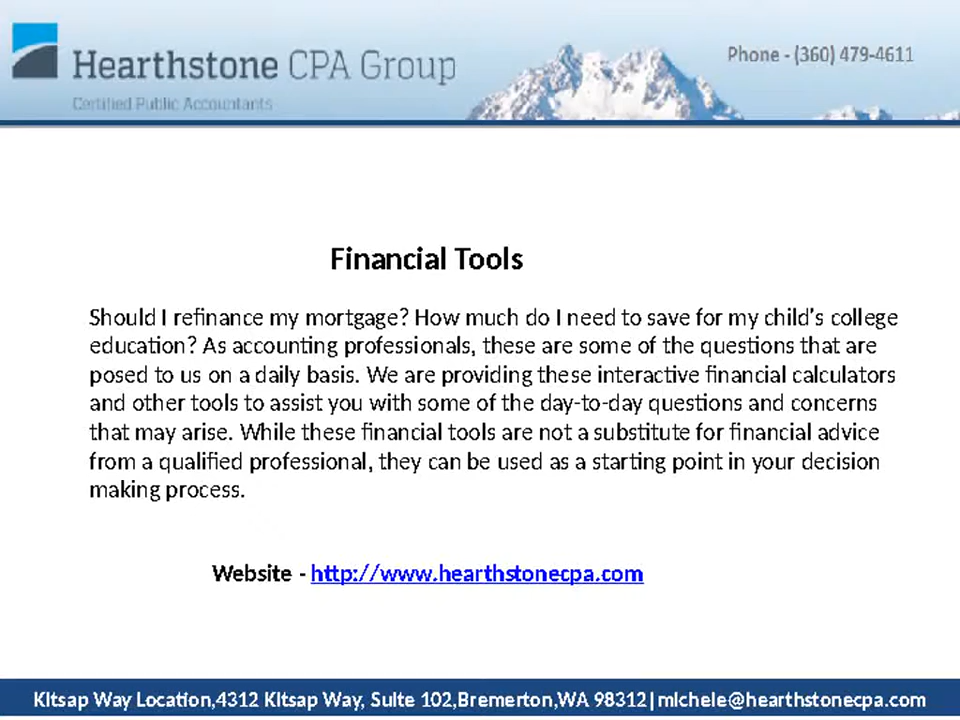 Hearthstone CPA Group
Certified Public Accountants
Phone - (360) 479-4611
Financial Tools
Should I refinance my mortgage? How much do I need to save for my child's college
education? As accounting professionals, these are some of the questions that are
posed to us on a daily basis. We are providing these interactive financial calculators
and other tools to assist you with some of the day-to-day questions and concerns
that may arise. While these financial tools are not a substitute for financial advice
from a qualified professional, they can be used as a starting point in your decision
making process.
Website - http://www.hearthstonecpa.com
Kitsap Way Location,4312 Kitsap Way, Suite 102,Bremerton,WA 98312|michele@hearthstonecpa.com